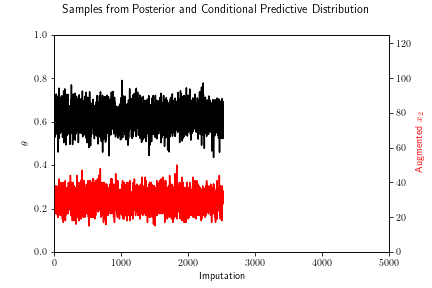 Samples from Posterior and Conditional Predictive Distribution
1.0
0.8
0.6
0.4
0.2
0.0
θ
120
100
80
60
40
20
0
Augmented x₂
0 1000 2000 3000 4000 5000
Imputation